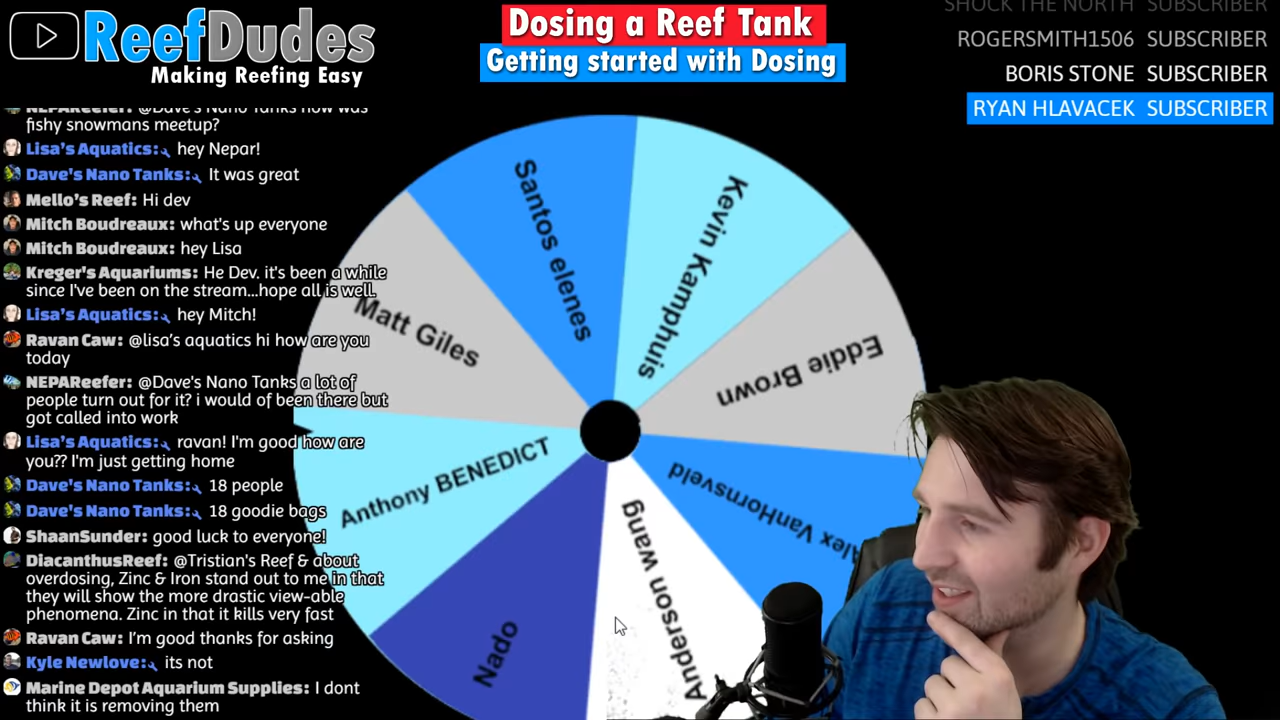 ReefDudes
Making Reefing Easy
Dosing a Reef Tank
Getting started with Dosing
SHOCK THE NORTH SUBSCRIBER
ROGERSMITH1506 SUBSCRIBER
BORIS STONE SUBSCRIBER
RYAN HLAVACEK SUBSCRIBER
NEPAReefer: @Dave's Nano Tanks how was
fishy snowmans meetup?
Lisa's Aquatics: hey Nepar!
Dave's Nano Tanks: It was great
Mello's Reef: Hi dev
Mitch Boudreaux: what's up everyone
Mitch Boudreaux: hey Lisa
Kreger's Aquariums: He Dev. it's been a while
since I've been on the stream...hope all is well.
Lisa's Aquatics: hey Mitch!
Ravan Caw: @lisa's aquatics hi how are you
today
NEPAReefer: @Dave's Nano Tanks a lot of
people turn out for it? i would of been there but
got called into work
Lisa's Aquatics: ravan! I'm good how are
you?? I'm just getting home
Dave's Nano Tanks: 18 people
Dave's Nano Tanks: 18 goodie bags
ShaanSunder: good luck to everyone!
DiacanthusReef: @Tristian's Reef & about
overdosing, Zinc & Iron stand out to me in that
they will show the more drastic view-able
phenomena. Zinc in that it kills very fast
Ravan Caw: I'm good thanks for asking
Kyle Newlove: its not
Marine Depot Aquarium Supplies: I dont
think it is removing them
Santos elenes
Kevin Kamphuis
Eddie Brown
Alex VanHornsveld
Anderson wang
Nado
Anthony BENEDICT
Matt Giles